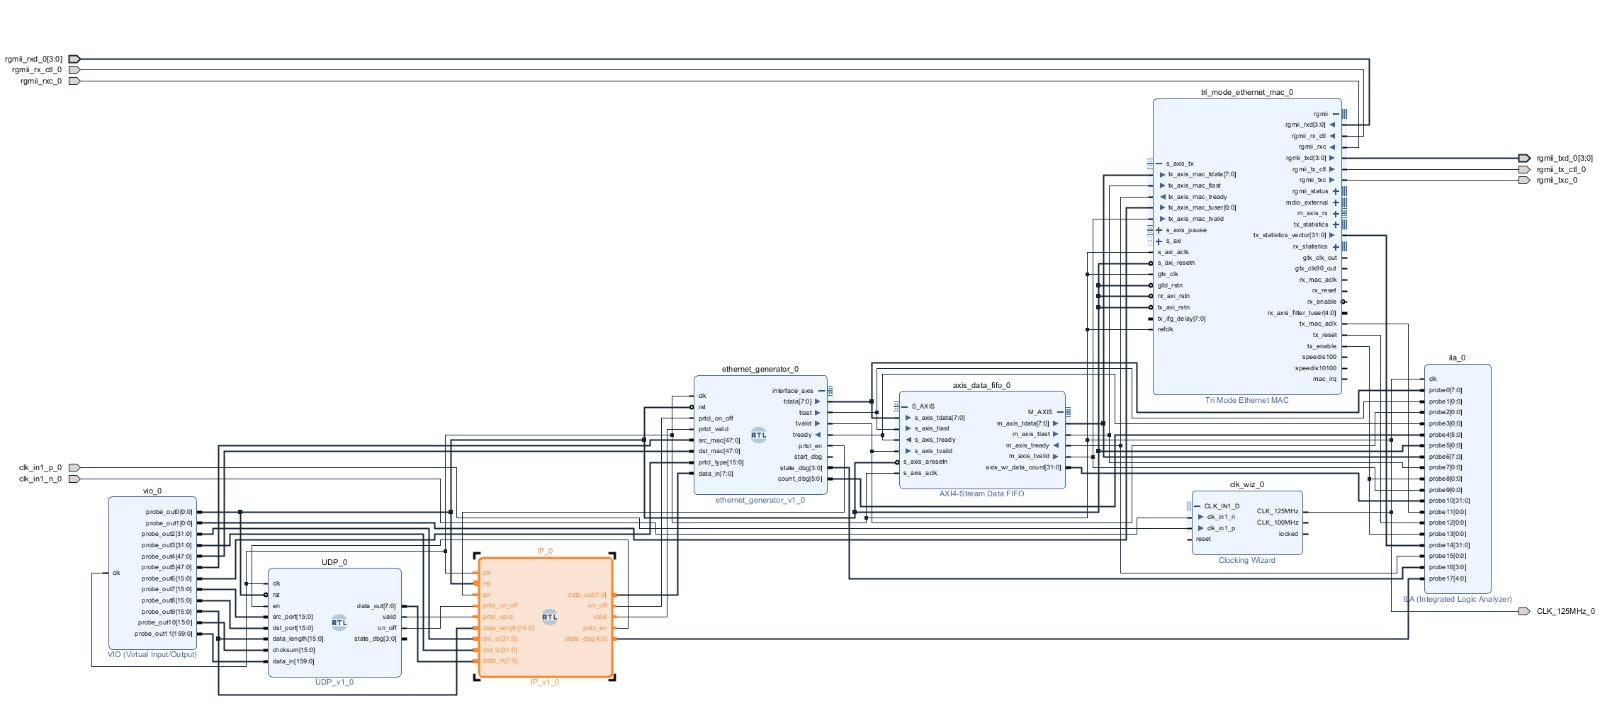 rgmii_rxd_0[3:0]
rgmii_rx_ctl_0
rgmii_rxc_0
tri_mode_ethernet_mac_0
rgmii
rgmii_rxd[3:0]
rgmii_rx_ctl
rgmii_rxc
rgmii_txd[3:0]
rgmii_tx_ctl
rgmii_txc
rgmii_status
mdio_external
m_axis_rx
tx_statistics
tx_statistics_vector[31:0]
rx_statistics
gtx_clk_out
gtx_clk90_out
rx_mac_aclk
rx_reset
rx_enable
rx_axis_filter_tuser[4:0]
tx_mac_aclk
tx_reset
tx_enable
speedis100
speedis10100
mac_irq
s_axis_tx
tx_axis_mac_tdata[7:0]
tx_axis_mac_tlast
tx_axis_mac_tready
tx_axis_mac_tuser[0:0]
tx_axis_mac_tvalid
s_axis_pause
s_axi
s_axi_aclk
s_axi_resetn
gtx_clk
glbl_rstn
rx_axi_rstn
tx_axi_rstn
tx_ifg_delay[7:0]
refclk
Tri Mode Ethernet MAC
rgmii_txd_0[3:0]
rgmii_tx_ctl_0
rgmii_txc_0
ethernet_generator_0
clk
rst
prtcl_on_off
prtcl_valid
src_mac[47:0]
dst_mac[47:0]
prtcl_type[15:0]
data_in[7:0]
RTL
interface_axis
tdata[7:0]
tlast
tvalid
tready
prtcl_en
start_dbg
state_dbg[3:0]
count_dbg[5:0]
ethernet_generator_v1_0
axis_data_fifo_0
S_AXIS
s_axis_tdata[7:0]
s_axis_tlast
s_axis_tready
s_axis_tvalid
s_axis_aresetn
s_axis_aclk
M_AXIS
m_axis_tdata[7:0]
m_axis_tlast
m_axis_tready
m_axis_tvalid
axis_wr_data_count[31:0]
AXI4-Stream Data FIFO
ila_0
clk
probe0[7:0]
probe1[0:0]
probe2[0:0]
probe3[0:0]
probe4[5:0]
probe5[0:0]
probe6[7:0]
probe7[0:0]
probe8[0:0]
probe9[0:0]
probe10[31:0]
probe11[0:0]
probe12[0:0]
probe13[0:0]
probe14[31:0]
probe15[0:0]
probe16[3:0]
probe17[4:0]
ILA (Integrated Logic Analyzer)
clk_in1_p_0
clk_in1_n_0
clk_wiz_0
CLK_IN1_D
clk_in1_n
clk_in1_p
reset
CLK_125MHz
CLK_100MHz
locked
Clocking Wizard
vio_0
clk
probe_out0[0:0]
probe_out1[0:0]
probe_out2[31:0]
probe_out3[31:0]
probe_out4[47:0]
probe_out5[47:0]
probe_out6[15:0]
probe_out7[15:0]
probe_out8[15:0]
probe_out9[15:0]
probe_out10[15:0]
probe_out11[159:0]
VIO (Virtual Input/Output)
UDP_0
clk
rst
en
src_port[15:0]
dst_port[15:0]
data_length[15:0]
checksum[15:0]
data_in[159:0]
RTL
data_out[7:0]
valid
on_off
state_dbg[3:0]
UDP_v1_0
IP_0
clk
rst
en
prtcl_on_off
prtcl_valid
data_length[15:0]
src_ip[31:0]
dst_ip[31:0]
data_in[7:0]
RTL
data_out[7:0]
on_off
valid
prtcl_en
state_dbg[4:0]
IP_v1_0
CLK_125MHz_0